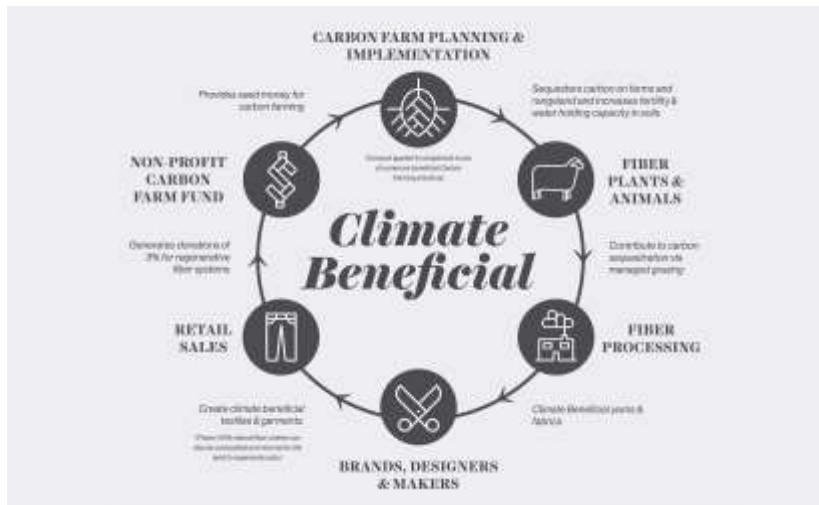 CARBON FARM PLANNING &
IMPLEMENTATION
Provides seed money for
carbon farming
Sequesters carbon on farms and
rangeland and increases fertility &
water holding capacity in soils
NON-PROFIT
CARBON
FARM FUND
FIBER
PLANTS &
ANIMALS
Climate
Beneficial
Generates donations of
3% for regenerative
fiber systems
Contribute to carbon
sequestration via
managed grazing
RETAIL
SALES
FIBER
PROCESSING
Create climate beneficial
textiles & garments
Climate Beneficial yarns &
fabrics
BRANDS, DESIGNERS
& MAKERS